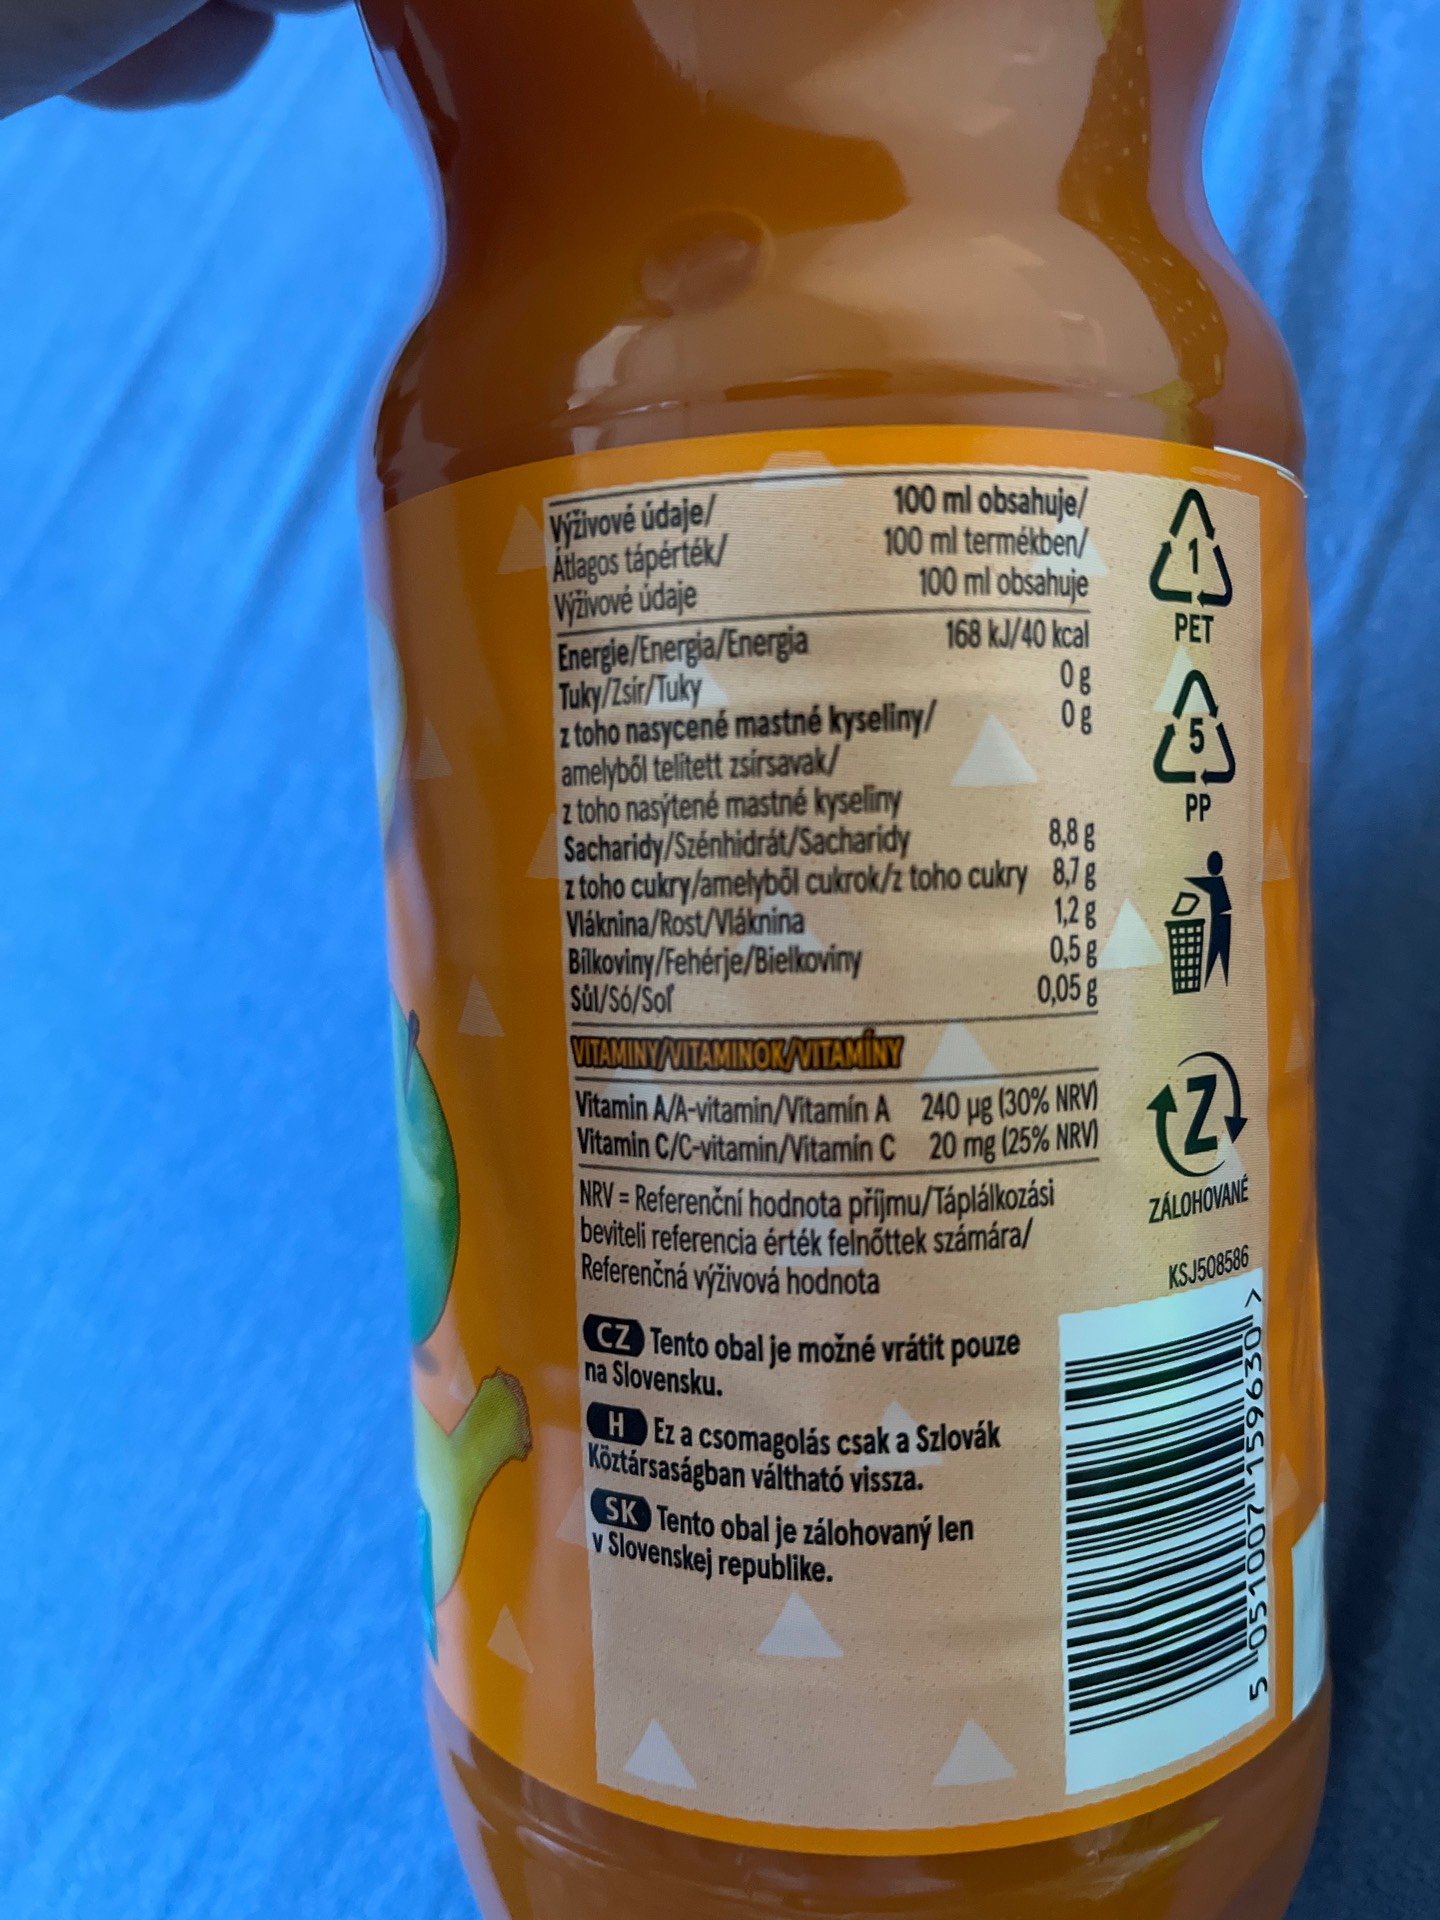 Výživové údaje/
Átlagos tápérték/
Výživové údaje
100 ml obsahuje/
100 ml termékben/
100 ml obsahuje
Energie/Energia/Energia 168 kJ/40 kcal
Tuky/Zsír/Tuky 0 g
z toho nasycené mastné kyseliny/ 0 g
amelyből telített zsírsavak/
z toho nasýtené mastné kyseliny
Sacharidy/Szénhidrát/Sacharidy 8,8 g
z toho cukry/amelyből cukrok/z toho cukry 8,7 g
Vláknina/Rost/Vláknina 1,2 g
Bílkoviny/Fehérje/Bielkoviny 0,5 g
Sůl/Só/Soľ 0,05 g
VITAMINY/VITAMINOK/VITAMÍNY
Vitamin A/A-vitamin/Vitamín A 240 µg (30% NRV)
Vitamin C/C-vitamin/Vitamín C 20 mg (25% NRV)
NRV = Referenční hodnota příjmu/Táplálkozási
beviteli referencia érték felnőttek számára/
Referenčná výživová hodnota
CZ Tento obal je možné vrátit pouze
na Slovensku.
H Ez a csomagolás csak a Szlovák
Köztársaságban váltható vissza.
SK Tento obal je zálohovaný len
v Slovenskej republike.
1
PET
5
PP
Z
ZÁLOHOVANÉ
KSJ508586
5 051007 159630 >